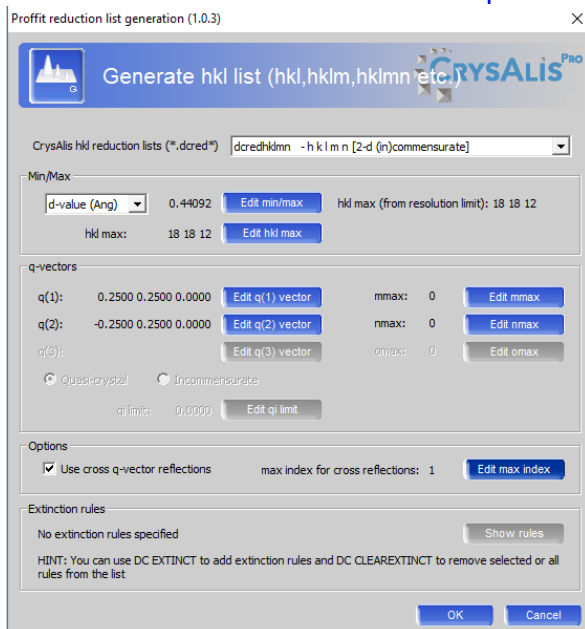 Proffit reduction list generation (1.0.3)
Generate hkl list (hkl,hklm,hklmn etc.)
CRYSALIS PRO
G
CrysAlis hkl reduction lists (*.dcred*) dcredhklmn - h k l m n [2-d (in)commensurate]
Min/Max
d-value (Ang) 0.44092 Edit min/max hkl max (from resolution limit): 18 18 12
hkl max: 18 18 12 Edit hkl max
q-vectors
q(1): 0.2500 0.2500 0.0000 Edit q(1) vector mmax: 0 Edit mmax
q(2): -0.2500 0.2500 0.0000 Edit q(2) vector nmax: 0 Edit nmax
q(3): Edit q(3) vector omax: 0 Edit omax
Quasi-crystal Incommensurate
qi limit: 0.0000 Edit qi limit
Options
Use cross q-vector reflections max index for cross reflections: 1 Edit max index
Extinction rules
No extinction rules specified Show rules
HINT: You can use DC EXTINCT to add extinction rules and DC CLEAREXTINCT to remove selected or all
rules from the list
OK Cancel